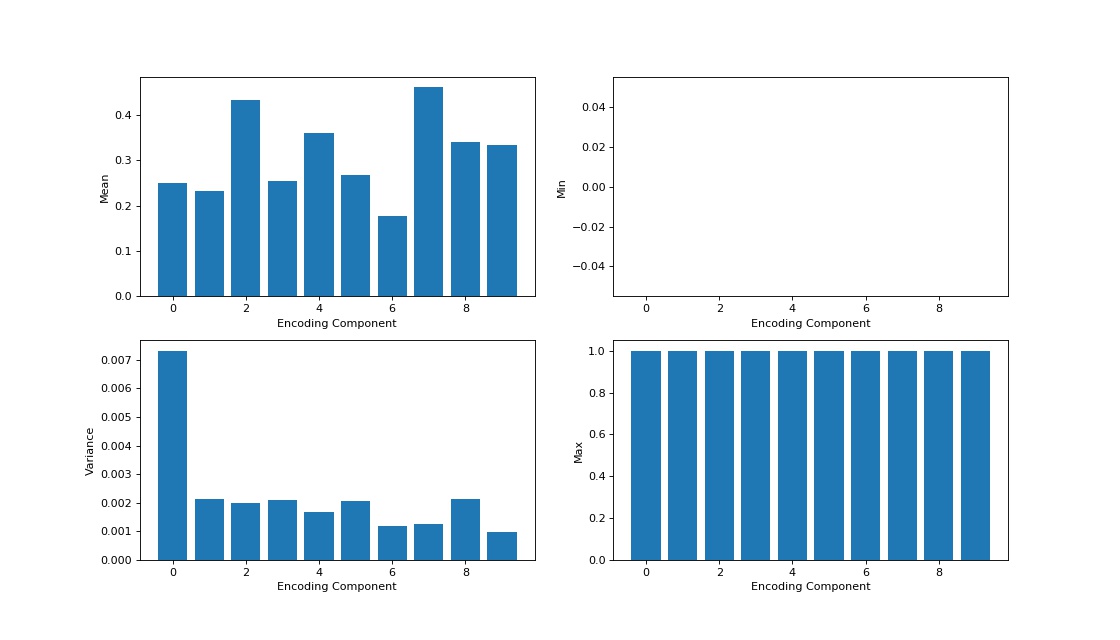 0.4
0.3
0.2
0.1
0.0
Mean
0 2 4 6 8
Encoding Component
0.04
0.02
0.00
−0.02
−0.04
Min
0 2 4 6 8
Encoding Component
0.007
0.006
0.005
0.004
0.003
0.002
0.001
0.000
Variance
0 2 4 6 8
Encoding Component
1.0
0.8
0.6
0.4
0.2
0.0
Max
0 2 4 6 8
Encoding Component